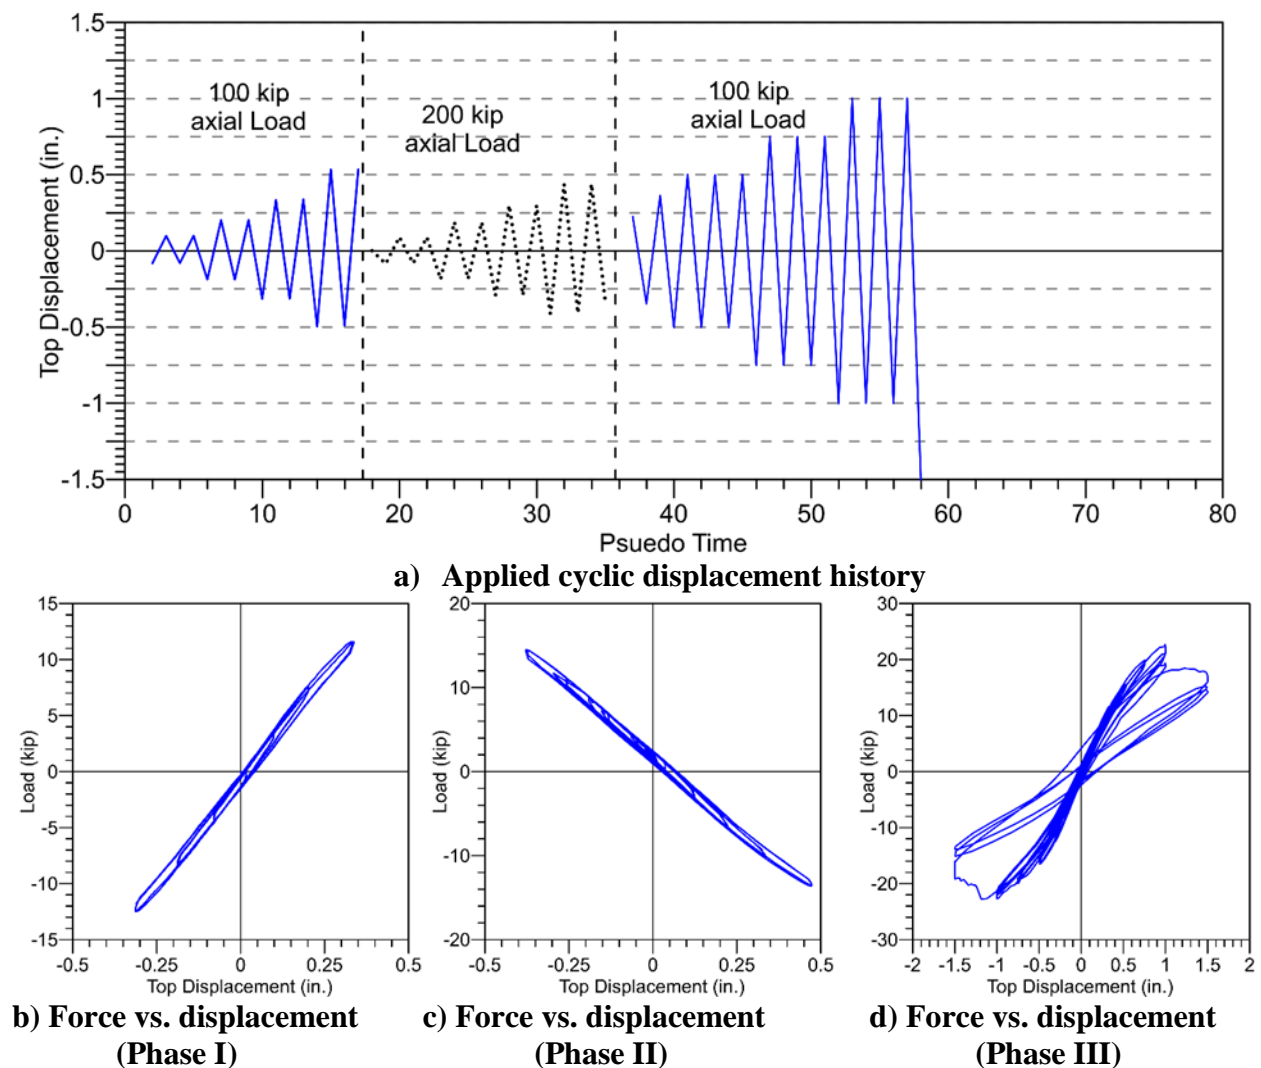 1.5
1
0.5
0
-0.5
-1
-1.5
Top Displacement (in.)
100 kip
axial Load
200 kip
axial Load
100 kip
axial Load
0 10 20 30 40 50 60 70 80
Psuedo Time
a) Applied cyclic displacement history
15
10
5
0
-5
-10
-15
Load (kip)
-0.5 -0.25 0 0.25 0.5
Top Displacement (in.)
b) Force vs. displacement
(Phase I)
20
10
0
-10
-20
Load (kip)
-0.5 -0.25 0 0.25 0.5
Top Displacement (in.)
c) Force vs. displacement
(Phase II)
30
20
10
0
-10
-20
-30
Load (kip)
-2 -1.5 -1 -0.5 0 0.5 1 1.5 2
Top Displacement (in.)
d) Force vs. displacement
(Phase III)